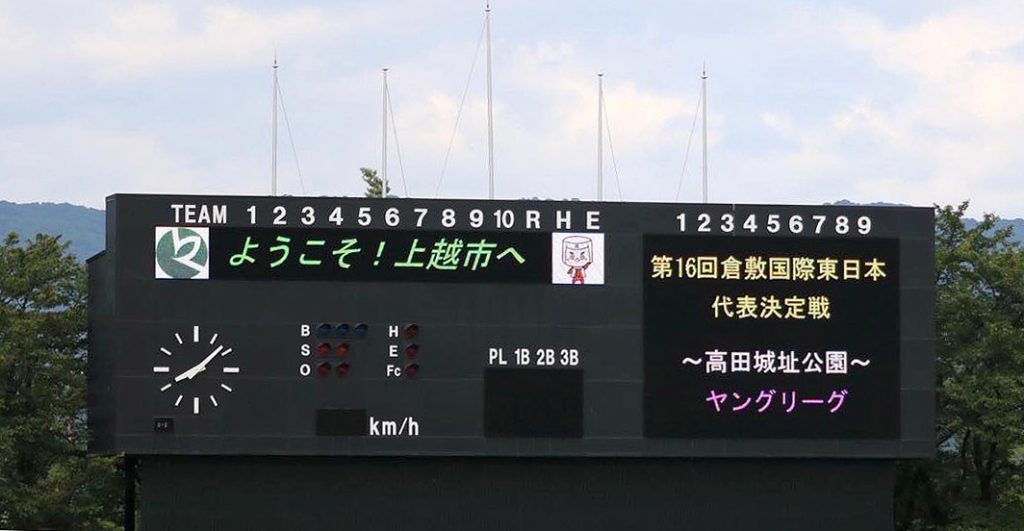 TEAM 1 2 3 4 5 6 7 8 9 10 R H E
ようこそ！上越市へ
B H
S E
O Fc
PL 1B 2B 3B
km/h
1 2 3 4 5 6 7 8 9
第16回倉敷国際東日本
代表決定戦
～高田城址公園～
ヤングリーグ